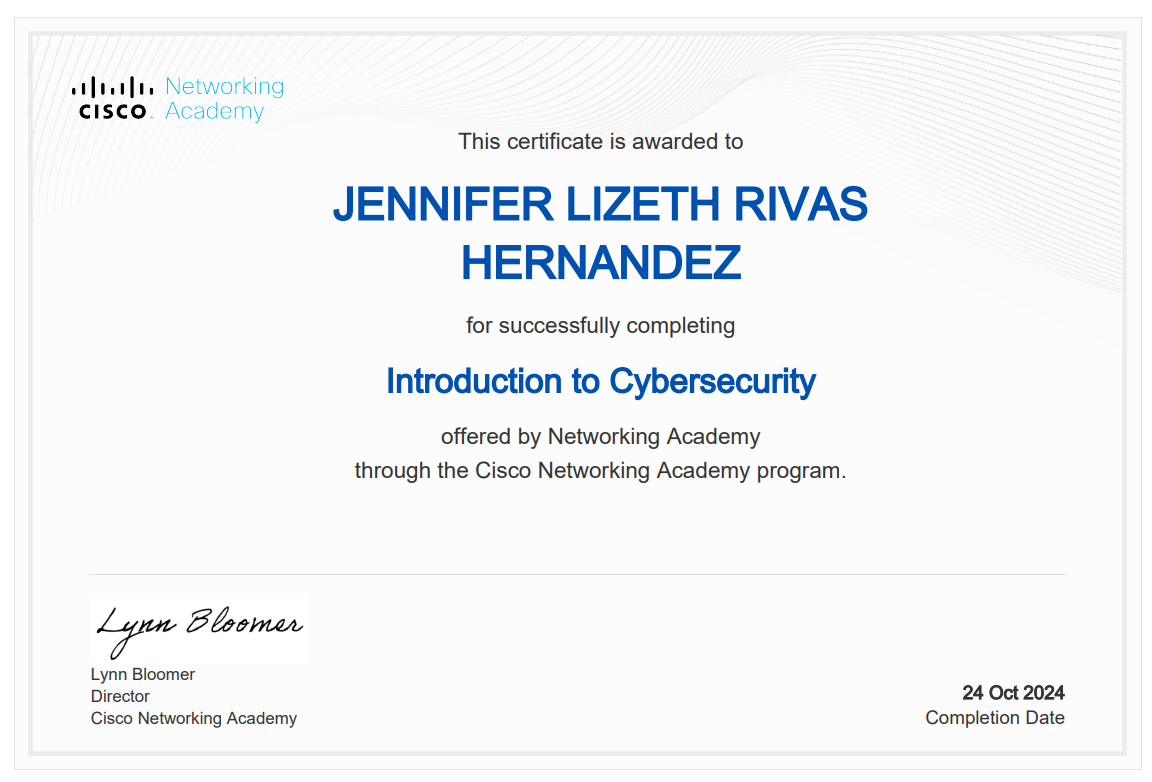 CISCO
Networking
Academy
This certificate is awarded to
JENNIFER LIZETH RIVAS
HERNANDEZ
for successfully completing
Introduction to Cybersecurity
offered by Networking Academy
through the Cisco Networking Academy program.
Lynn Bloomer
Lynn Bloomer
Director
Cisco Networking Academy
24 Oct 2024
Completion Date